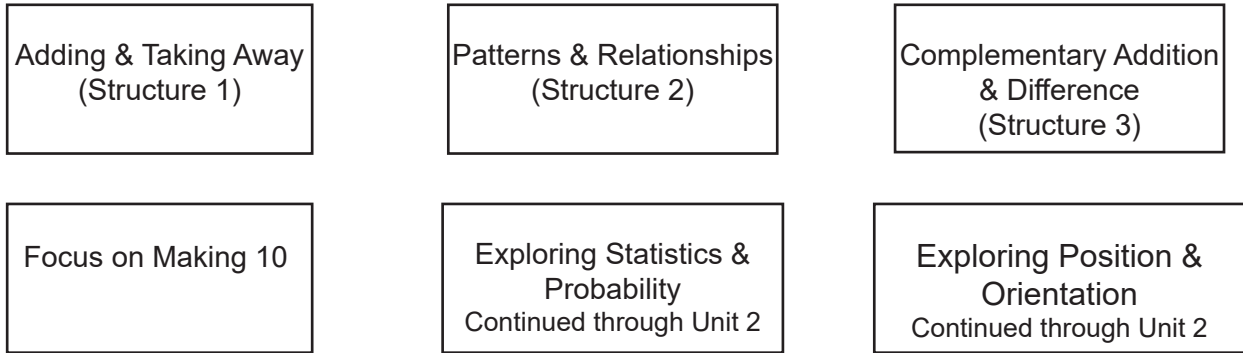 Adding & Taking Away
(Structure 1)
Patterns & Relationships
(Structure 2)
Complementary Addition
& Difference
(Structure 3)
Focus on Making 10
Exploring Statistics &
Probability
Continued through Unit 2
Exploring Position &
Orientation
Continued through Unit 2